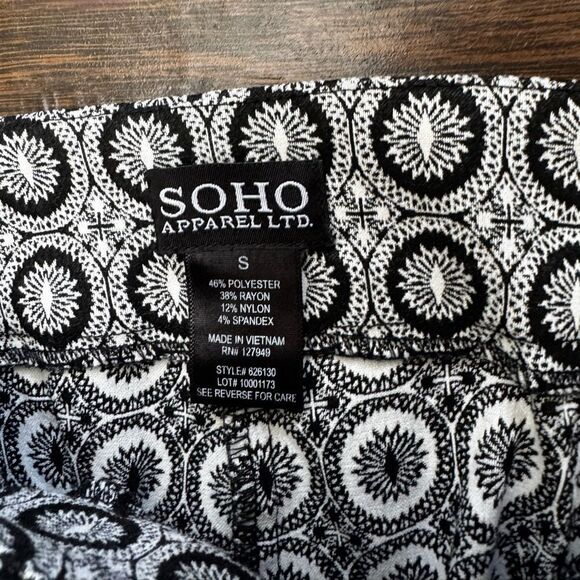 SOHO
APPAREL LTD.
S
46% POLYESTER
38% RAYON
12% NYLON
4% SPANDEX
MADE IN VIETNAM
RN# 127949
STYLE# 626130
LOT# 10001173
SEE REVERSE FOR CARE